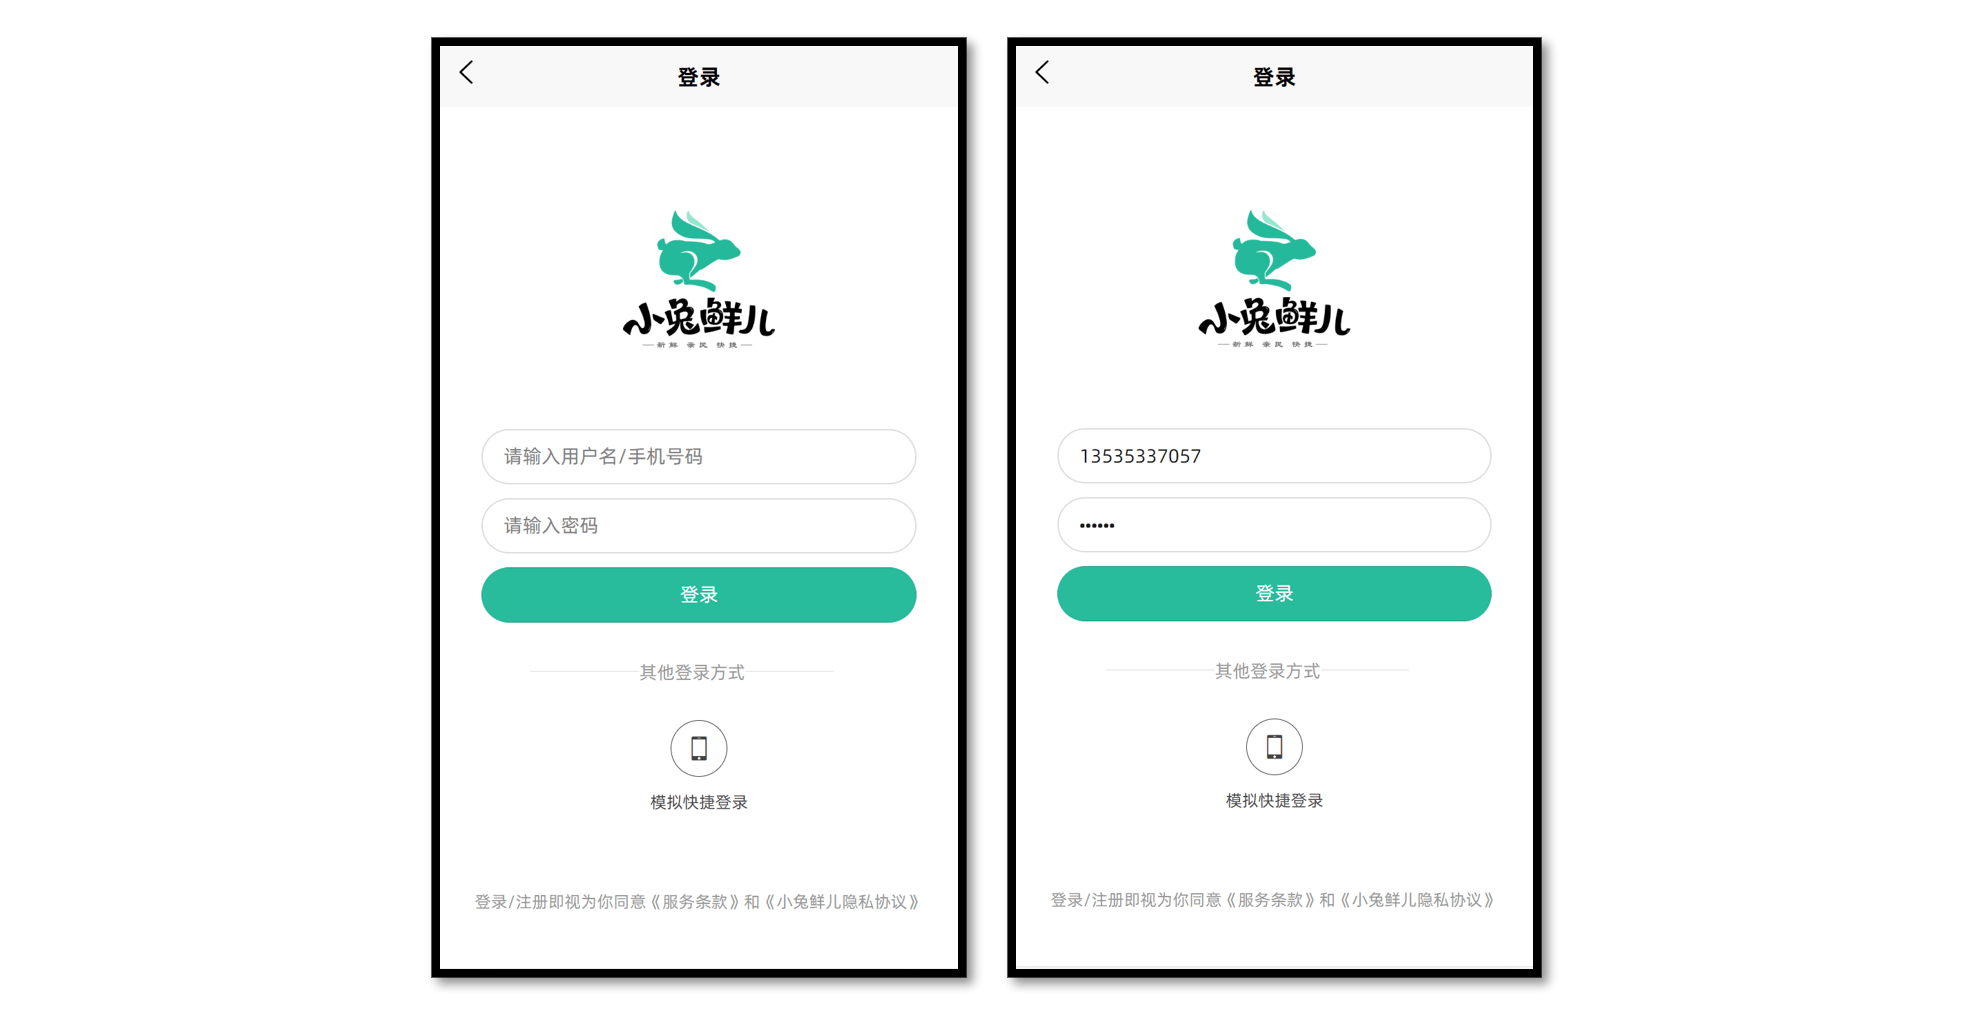 登录
小兔鲜儿
新鲜 亲民 快捷
请输入用户名/手机号码
请输入密码
登录
其他登录方式
模拟快捷登录
登录/注册即视为你同意《服务条款》和《小兔鲜儿隐私协议》
登录
小兔鲜儿
新鲜 亲民 快捷
13535337057
••••••
登录
其他登录方式
模拟快捷登录
登录/注册即视为你同意《服务条款》和《小兔鲜儿隐私协议》